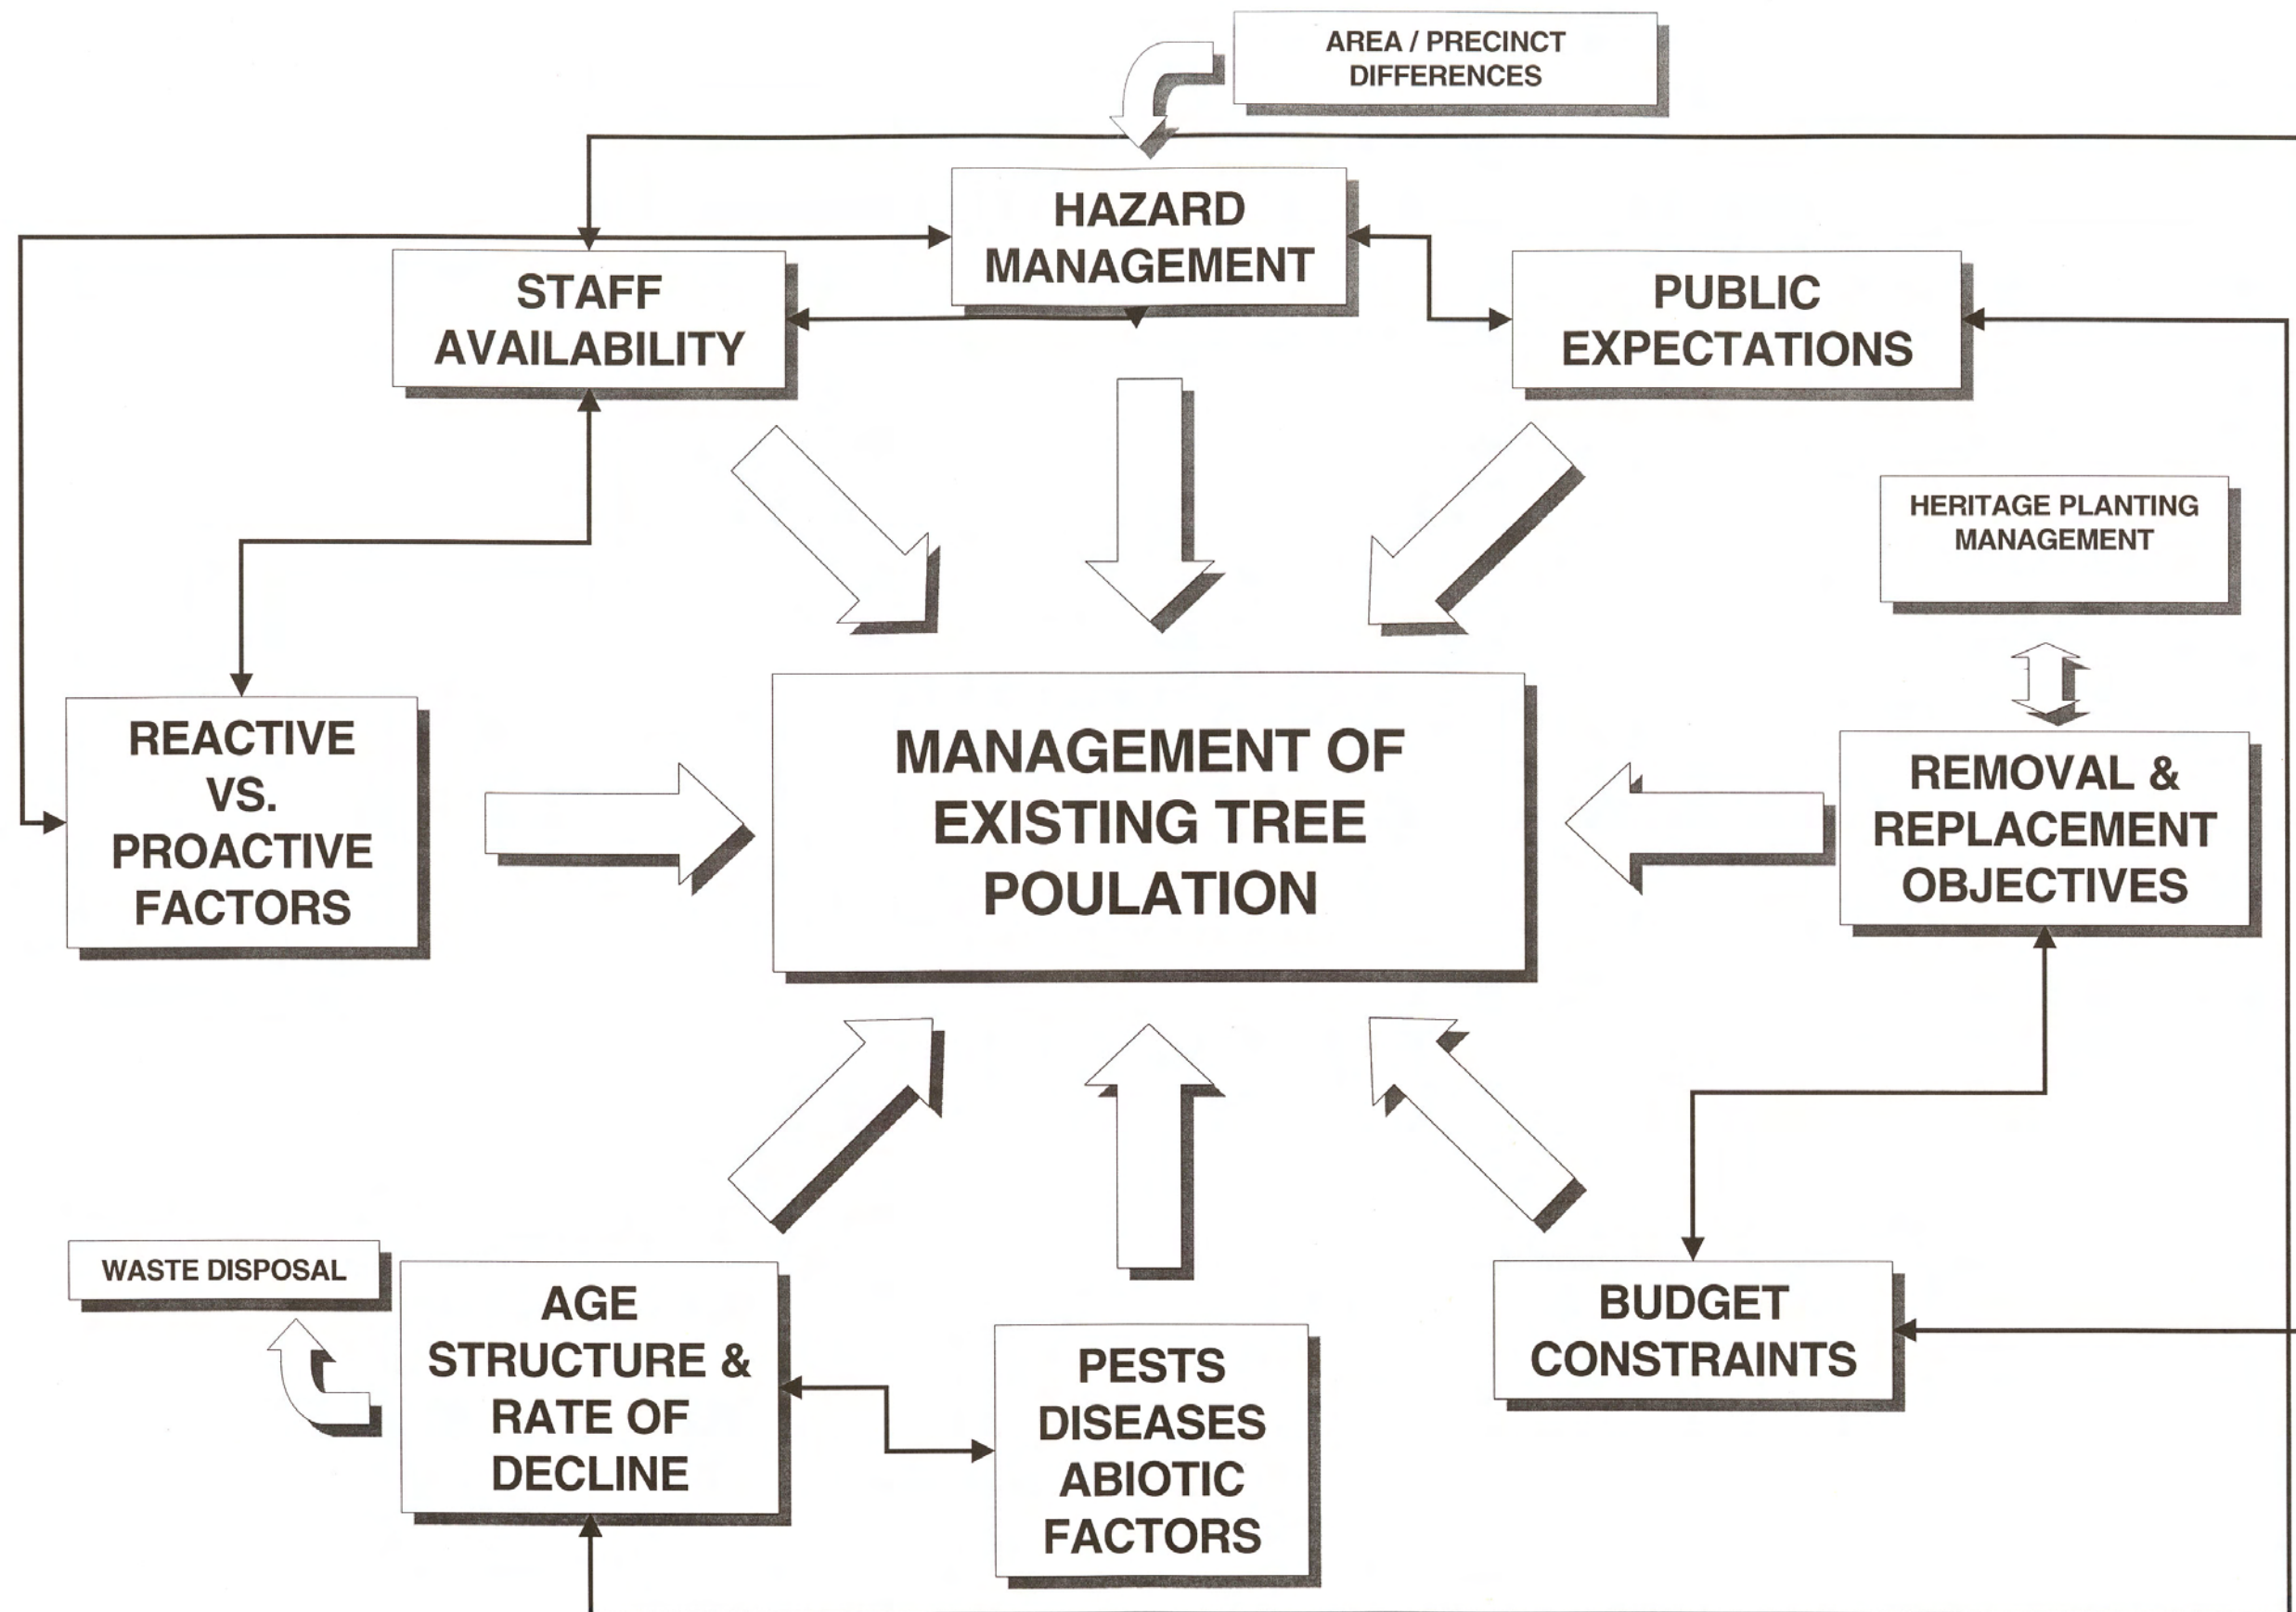 AREA / PRECINCT
DIFFERENCES
HAZARD
MANAGEMENT
STAFF
AVAILABILITY
PUBLIC
EXPECTATIONS
HERITAGE PLANTING
MANAGEMENT
REACTIVE
VS.
PROACTIVE
FACTORS
MANAGEMENT OF
EXISTING TREE
POULATION
REMOVAL &
REPLACEMENT
OBJECTIVES
WASTE DISPOSAL
AGE
STRUCTURE &
RATE OF
DECLINE
PESTS
DISEASES
ABIOTIC
FACTORS
BUDGET
CONSTRAINTS